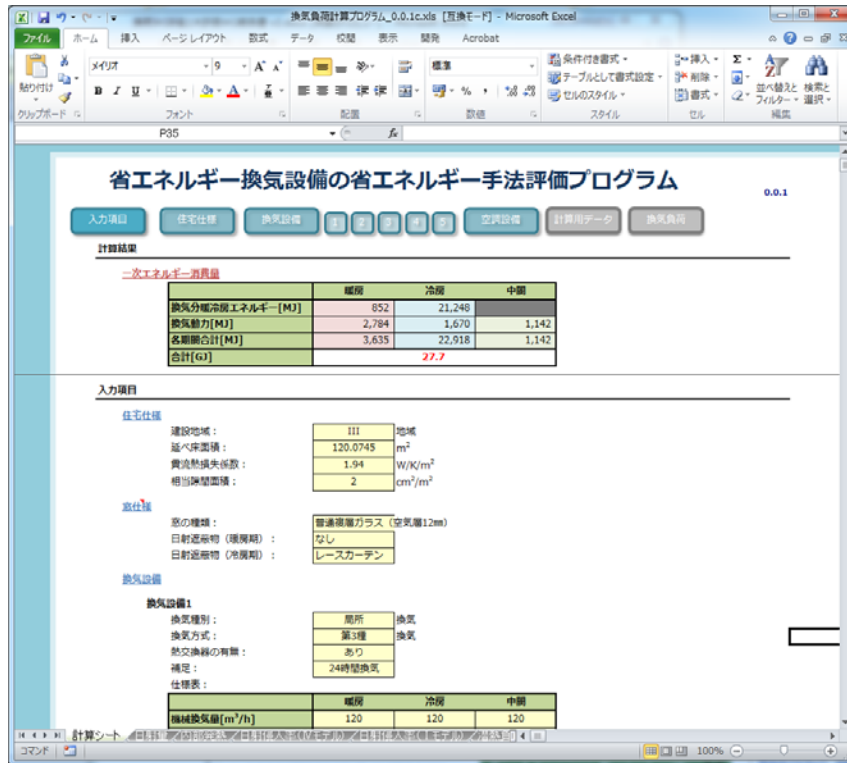 換気負荷計算プログラム_0.0.1c.xls [互換モード] - Microsoft Excel
ファイル ホーム 挿入 ページ レイアウト 数式 データ 校閲 表示 開発 Acrobat
貼り付け メイリオ 9 標準 条件付き書式 挿入
B I U テーブルとして書式設定 削除 並べ替えと 検索と
セルのスタイル 書式 フィルター 選択
クリップボード フォント 配置 数値 スタイル セル 編集
P35 fx
省エネルギー換気設備の省エネルギー手法評価プログラム
0.0.1
入力項目 住宅仕様 換気設備 1 2 3 4 5 空調設備 計算用データ 換気負荷
計算結果
一次エネルギー消費量
暖房 冷房 中間
換気分暖冷房エネルギー[MJ] 852 21,248
換気動力[MJ] 2,784 1,670 1,142
各期間合計[MJ] 3,635 22,918 1,142
合計[GJ] 27.7
入力項目
住宅仕様
建設地域: III 地域
延べ床面積: 120.0745 m²
貫流熱損失係数: 1.94 W/K/m²
相当隙間面積: 2 cm²/m²
窓仕様
窓の種類: 普通複層ガラス(空気層12mm)
日射遮蔽物(暖房期): なし
日射遮蔽物(冷房期): レースカーテン
換気設備
換気設備1
換気種別: 局所 換気
換気方式: 第3種 換気
熱交換器の有無: あり
補足: 24時間換気
仕様表:
暖房 冷房 中間
機械換気量[m³/h] 120 120 120
計算シート
コマンド 100%